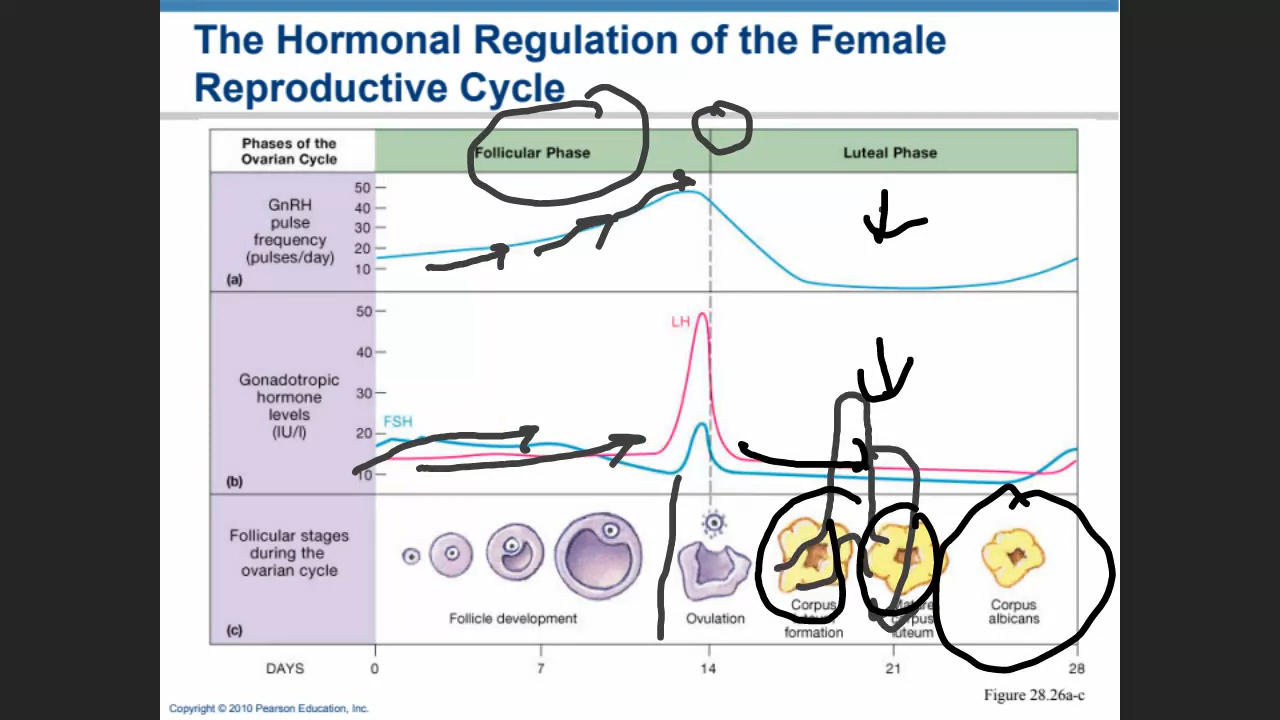 The Hormonal Regulation of the Female
Reproductive Cycle
Phases of the
Ovarian Cycle
Follicular Phase
Luteal Phase
GnRH
pulse
frequency
(pulses/day)
(a)
50
40
30
20
10
Gonadotropic
hormone
levels
(IU/l)
(b)
50
40
30
20
10
FSH
LH
Follicular stages
during the
ovarian cycle
(c)
Follicle development
Ovulation
Corpus
formation
corpus
luteum
Corpus
albicans
DAYS
0
7
14
21
28
Figure 28.26a-c
Copyright © 2010 Pearson Education, Inc.